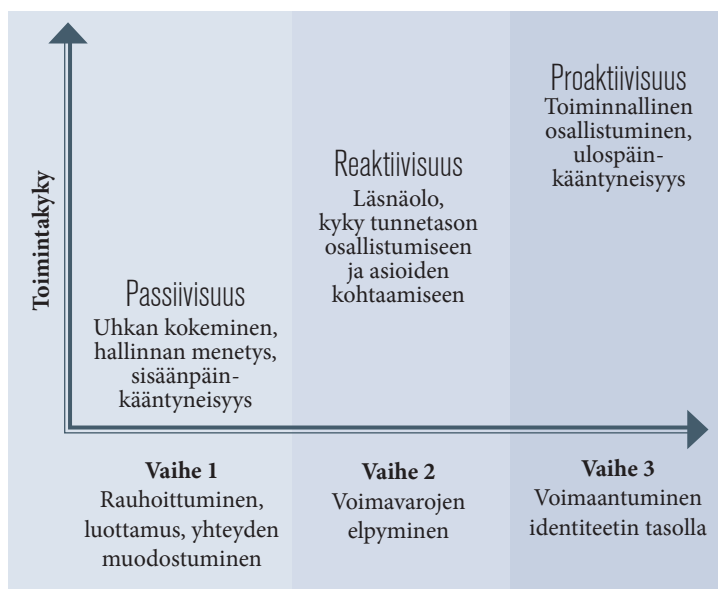 Toimintakyky
Passiivisuus
Uhkan kokeminen,
hallinnan menetys,
sisäänpäin-
kääntyneisyys
Reaktiivisuus
Läsnäolo,
kyky tunnetason
osallistumiseen
ja asioiden
kohtaamiseen
Proaktiivisuus
Toiminnallinen
osallistuminen,
ulospäin-
kääntyneisyys
Vaihe 1
Rauhoittuminen,
luottamus, yhteyden
muodostuminen
Vaihe 2
Voimavarojen
elpyminen
Vaihe 3
Voimaantuminen
identiteetin tasolla